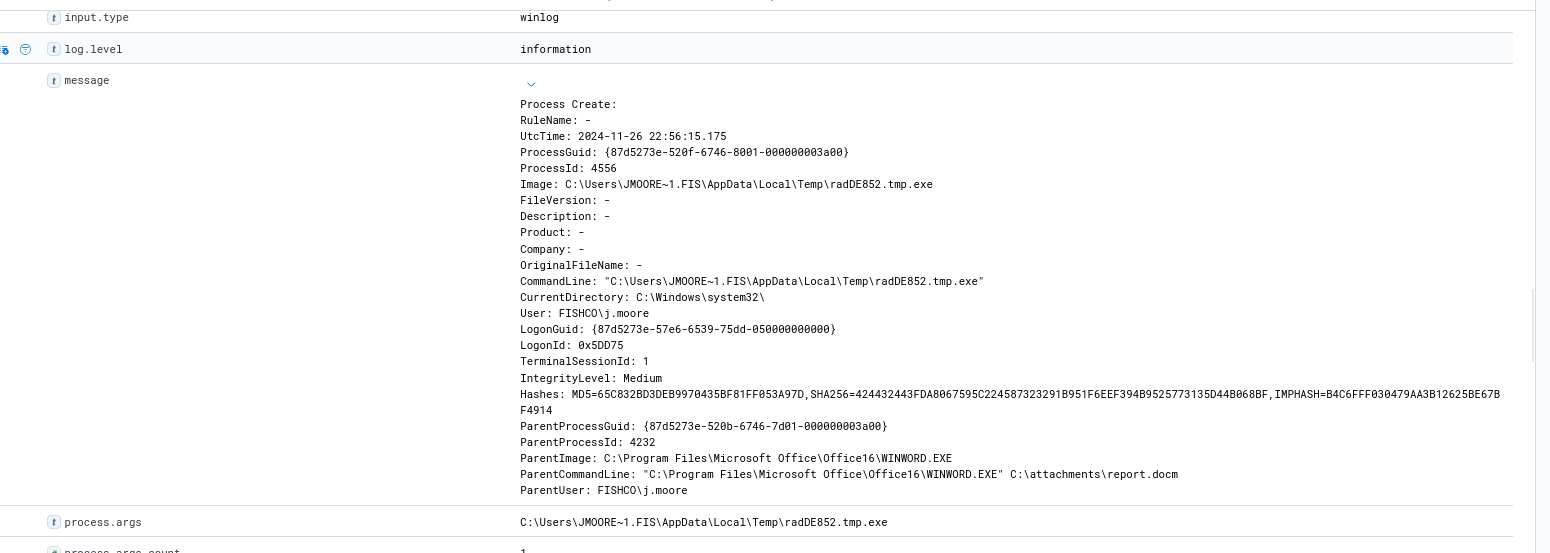 t input.type winlog
t log.level information
t message
Process Create:
RuleName: -
UtcTime: 2024-11-26 22:56:15.175
ProcessGuid: {87d5273e-520f-6746-8001-000000003a00}
ProcessId: 4556
Image: C:\Users\JMOORE~1.FIS\AppData\Local\Temp\radDE852.tmp.exe
FileVersion: -
Description: -
Product: -
Company: -
OriginalFileName: -
CommandLine: "C:\Users\JMOORE~1.FIS\AppData\Local\Temp\radDE852.tmp.exe"
CurrentDirectory: C:\Windows\system32\
User: FISHCO\j.moore
LogonGuid: {87d5273e-57e6-6539-75dd-050000000000}
LogonId: 0x5DD75
TerminalSessionId: 1
IntegrityLevel: Medium
Hashes: MD5=65C832BD3DEB9970435BF81FF053A97D,SHA256=424432443FDA8067595C224587323291B951F6EEF394B9525773135D44B068BF,IMPHASH=B4C6FFF030479AA3B12625BE67B
F4914
ParentProcessGuid: {87d5273e-520b-6746-7d01-000000003a00}
ParentProcessId: 4232
ParentImage: C:\Program Files\Microsoft Office\Office16\WINWORD.EXE
ParentCommandLine: "C:\Program Files\Microsoft Office\Office16\WINWORD.EXE" C:\attachments\report.docm
ParentUser: FISHCO\j.moore
t process.args C:\Users\JMOORE~1.FIS\AppData\Local\Temp\radDE852.tmp.exe
# process.args_count 1